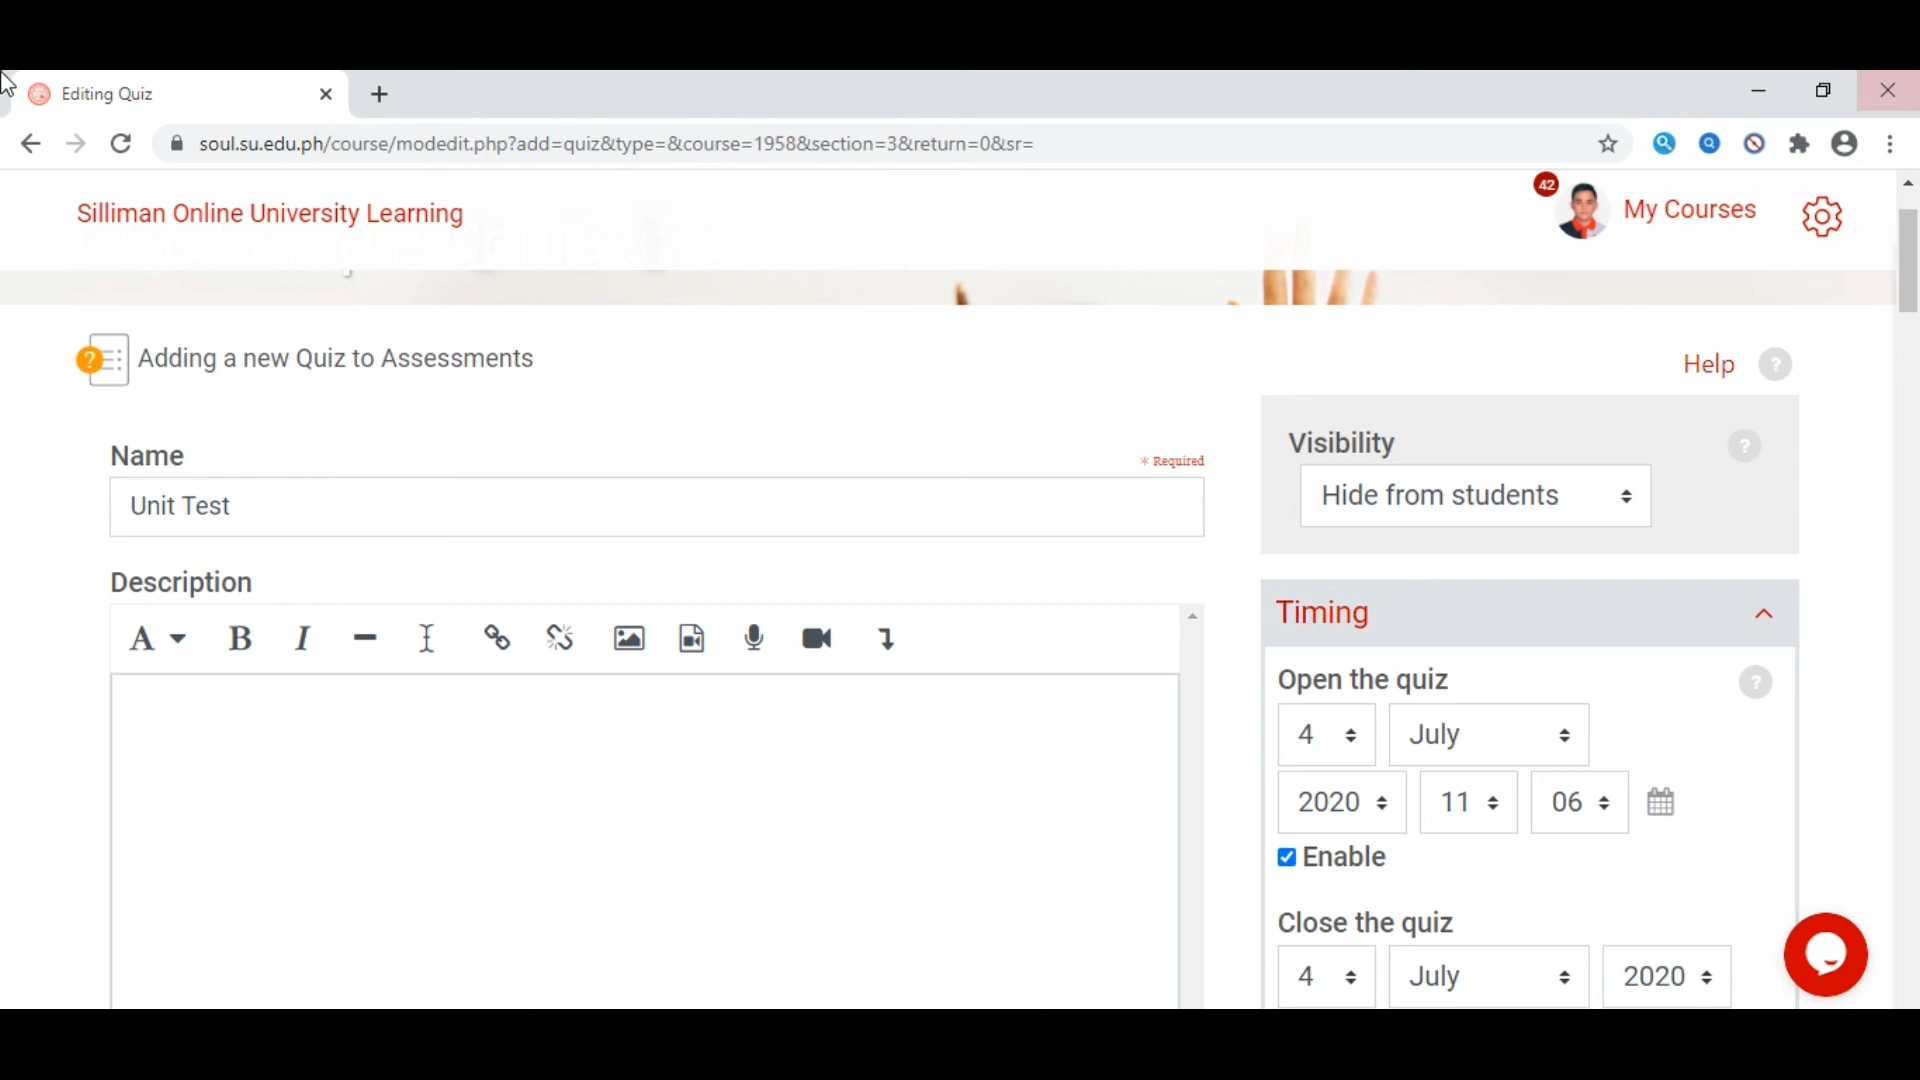 Editing Quiz
soul.su.edu.ph/course/modedit.php?add=quiz&type=&course=1958&section=3&return=0&sr=
Silliman Online University Learning
42
My Courses
Adding a new Quiz to Assessments
Help
?
Name
* Required
Unit Test
Visibility
?
Hide from students
Description
A B I
Timing
Open the quiz
?
4 July
2020 11 06
Enable
Close the quiz
4 July 2020